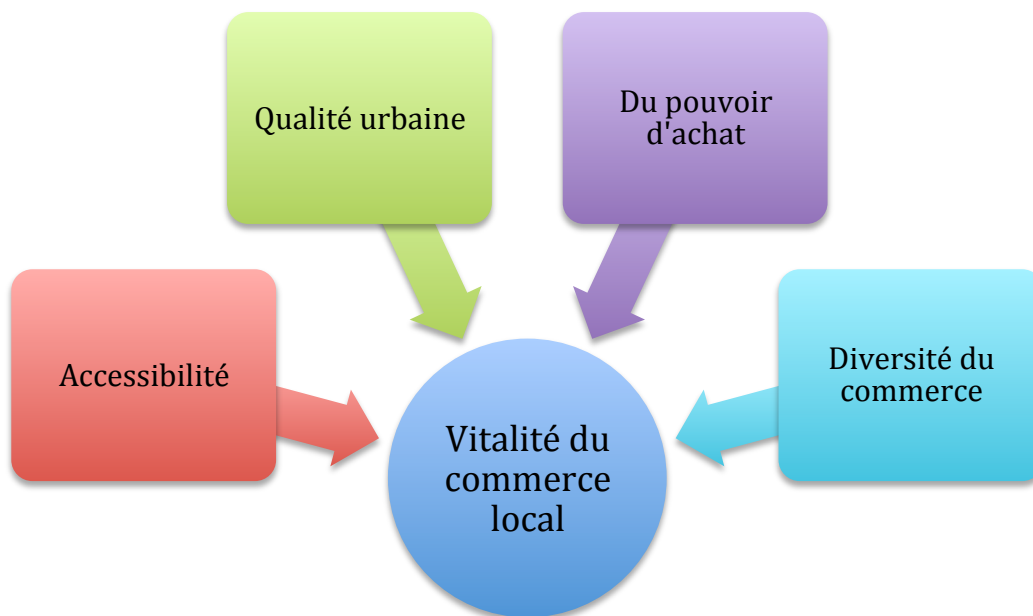 Qualité urbaine
Du pouvoir
d'achat
Accessibilité
Diversité du
commerce
Vitalité du
commerce
local